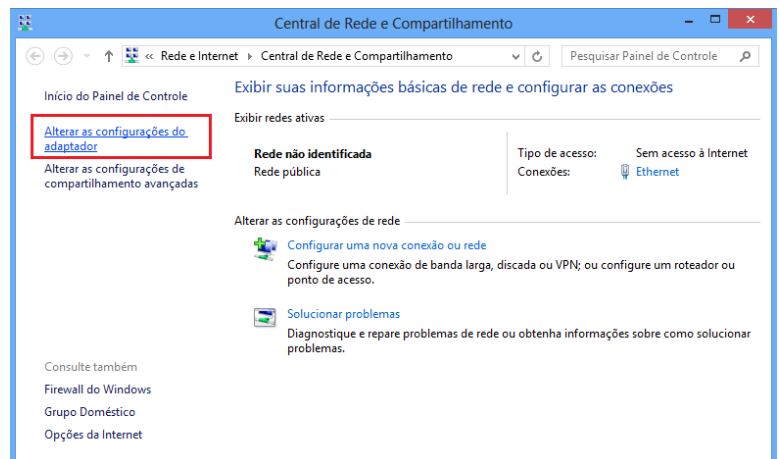 Central de Rede e Compartilhamento
« Rede e Internet Central de Rede e Compartilhamento
Pesquisar Painel de Controle
Início do Painel de Controle
Alterar as configurações do
adaptador
Alterar as configurações de
compartilhamento avançadas
Exibir suas informações básicas de rede e configurar as conexões
Exibir redes ativas
Rede não identificada
Rede pública
Tipo de acesso: Sem acesso à Internet
Conexões: Ethernet
Alterar as configurações de rede
Configurar uma nova conexão ou rede
Configure uma conexão de banda larga, discada ou VPN; ou configure um roteador ou
ponto de acesso.
Solucionar problemas
Diagnostique e repare problemas de rede ou obtenha informações sobre como solucionar
problemas.
Consulte também
Firewall do Windows
Grupo Doméstico
Opções da Internet